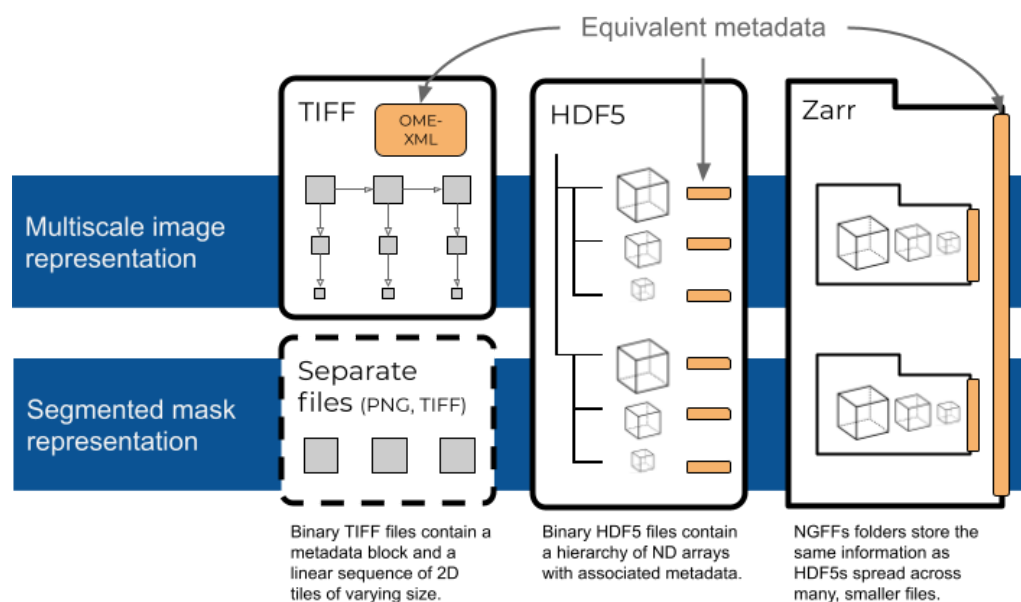 Equivalent metadata
TIFF
OME-
XML
HDF5
Zarr
Multiscale image
representation
Segmented mask
representation
Separate
files (PNG, TIFF)
Binary TIFF files contain a
metadata block and a
linear sequence of 2D
tiles of varying size.
Binary HDF5 files contain
a hierarchy of ND arrays
with associated metadata.
NGFFs folders store the
same information as
HDF5s spread across
many, smaller files.